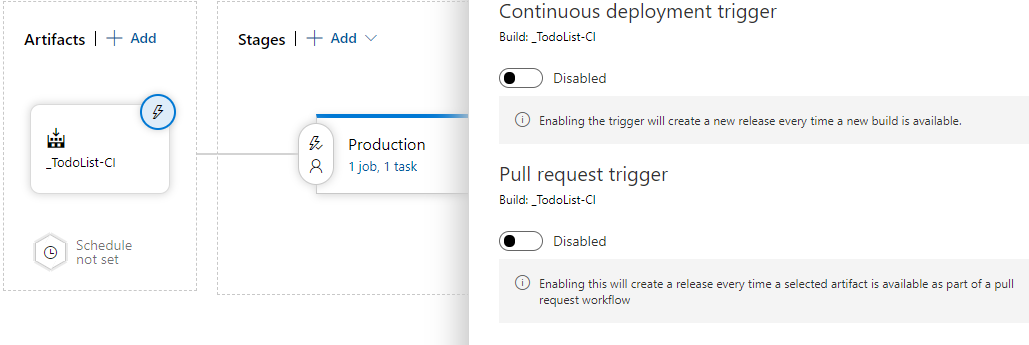 Artifacts | + Add
_TodoList-CI
Schedule
not set
Stages | + Add
Production
1 job, 1 task
Continuous deployment trigger
Build: _TodoList-CI
Disabled
Enabling the trigger will create a new release every time a new build is available.
Pull request trigger
Build: _TodoList-CI
Disabled
Enabling this will create a release every time a selected artifact is available as part of a pull
request workflow